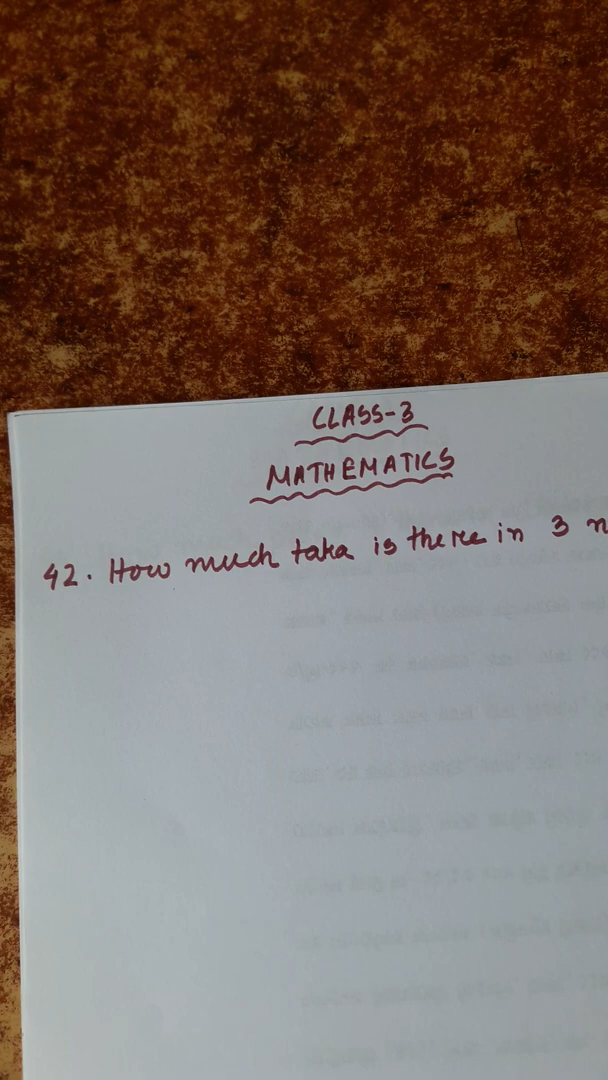 CLASS-3
MATHEMATICS
42. How much taka is there in 3